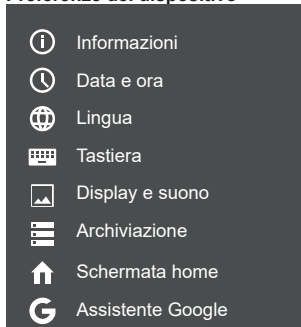 Preferenze del dispositivo
Informazioni
Data e ora
Lingua
Tastiera
Display e suono
Archiviazione
Schermata home
Assistente Google